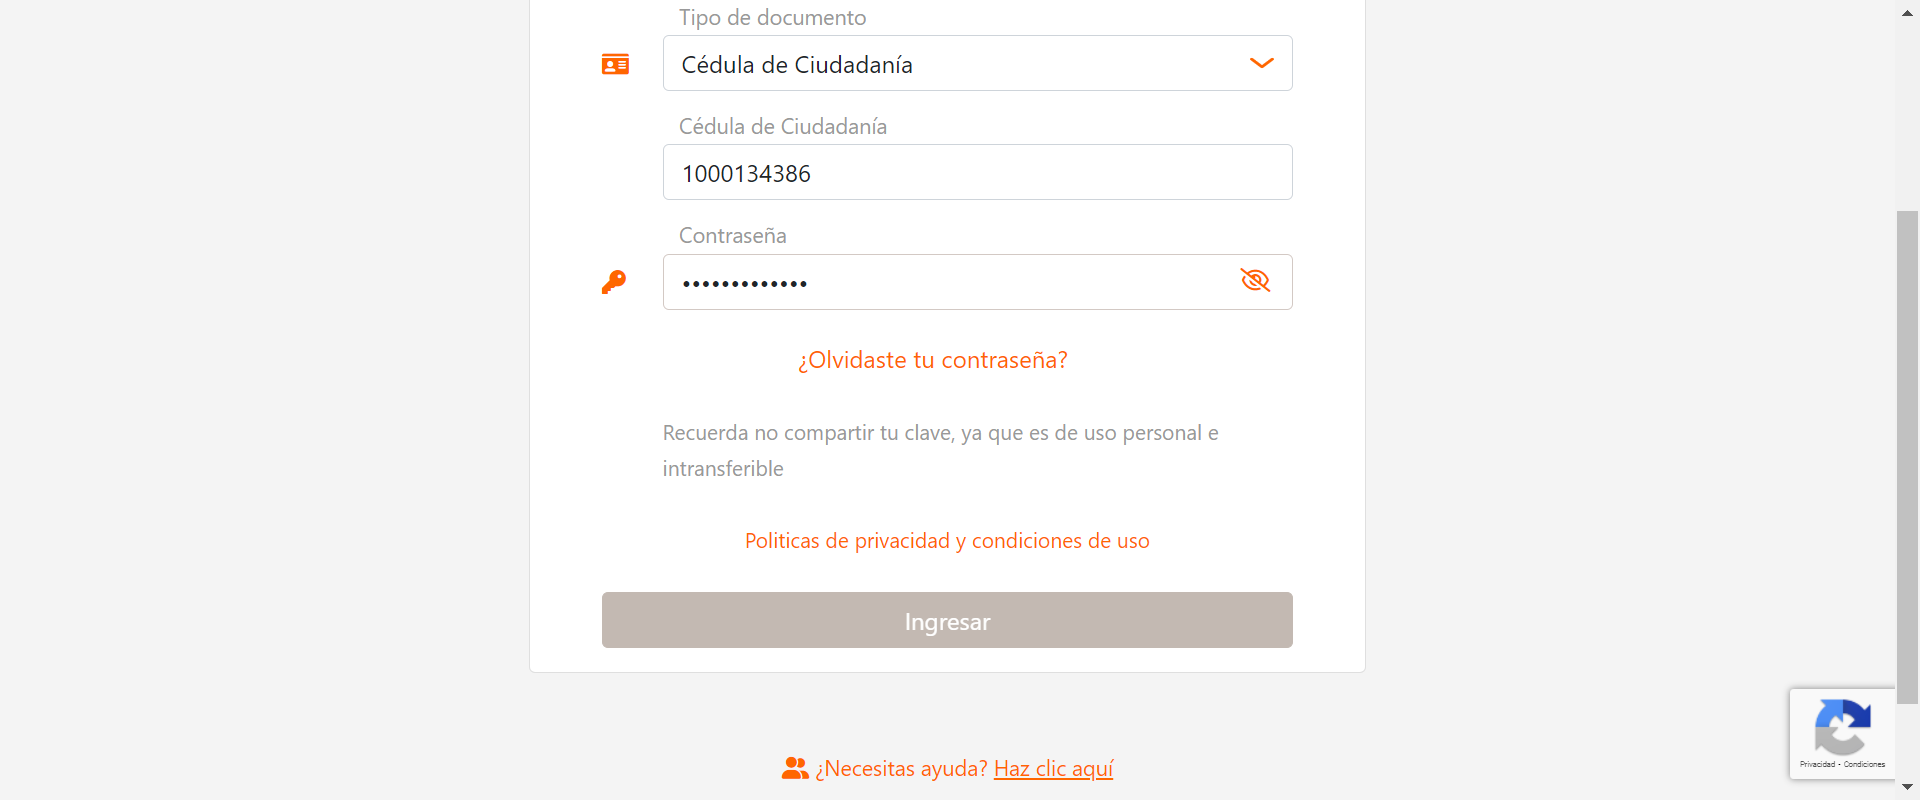 Tipo de documento
Cédula de Ciudadanía
Cédula de Ciudadanía
1000134386
Contraseña
•••••••••••••
¿Olvidaste tu contraseña?
Recuerda no compartir tu clave, ya que es de uso personal e
intransferible
Politicas de privacidad y condiciones de uso
Ingresar
¿Necesitas ayuda? Haz clic aquí
Privacidad - Condiciones